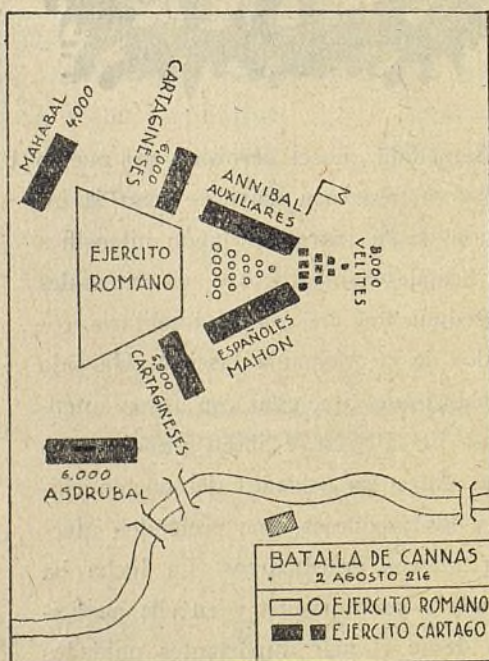 MAHABAL
4,000
CARTAGINESES
6,000
ANNIBAL
AUXILIARES
EJERCITO
ROMANO
8,000
VELITES
ESPAÑOLES
MAHON
5,000
CARTAGINESES
6,000
ASDRUBAL
BATALLA DE CANNAS
2 AGOSTO 216
EJERCITO ROMANO
EJERCITO CARTAGO